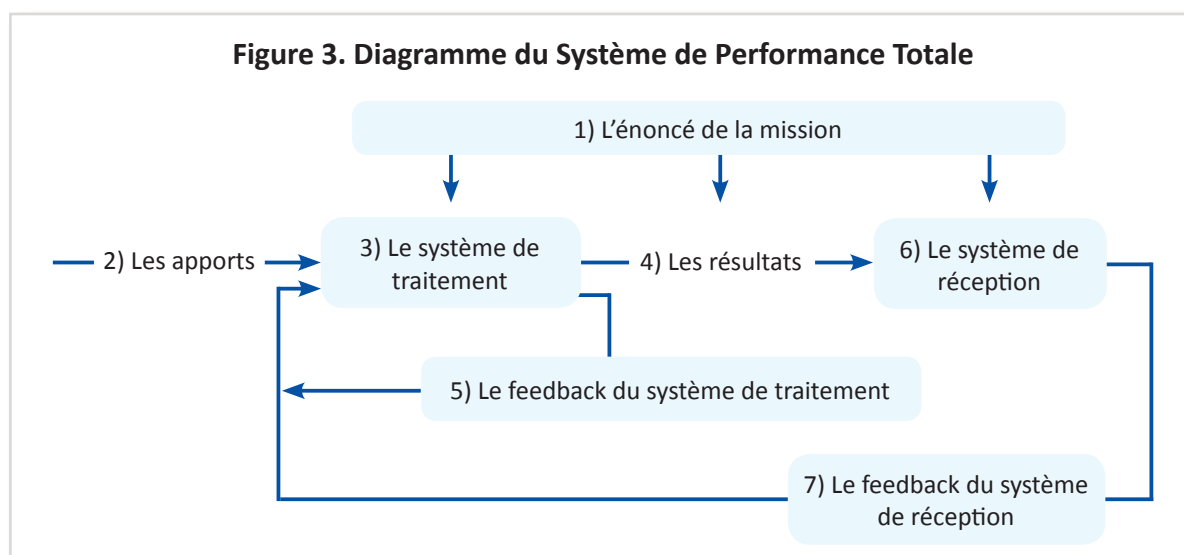 Figure 3. Diagramme du Système de Performance Totale
1) L’énoncé de la mission
2) Les apports
3) Le système de
traitement
4) Les résultats
6) Le système de
réception
5) Le feedback du système de traitement
7) Le feedback du système
de réception